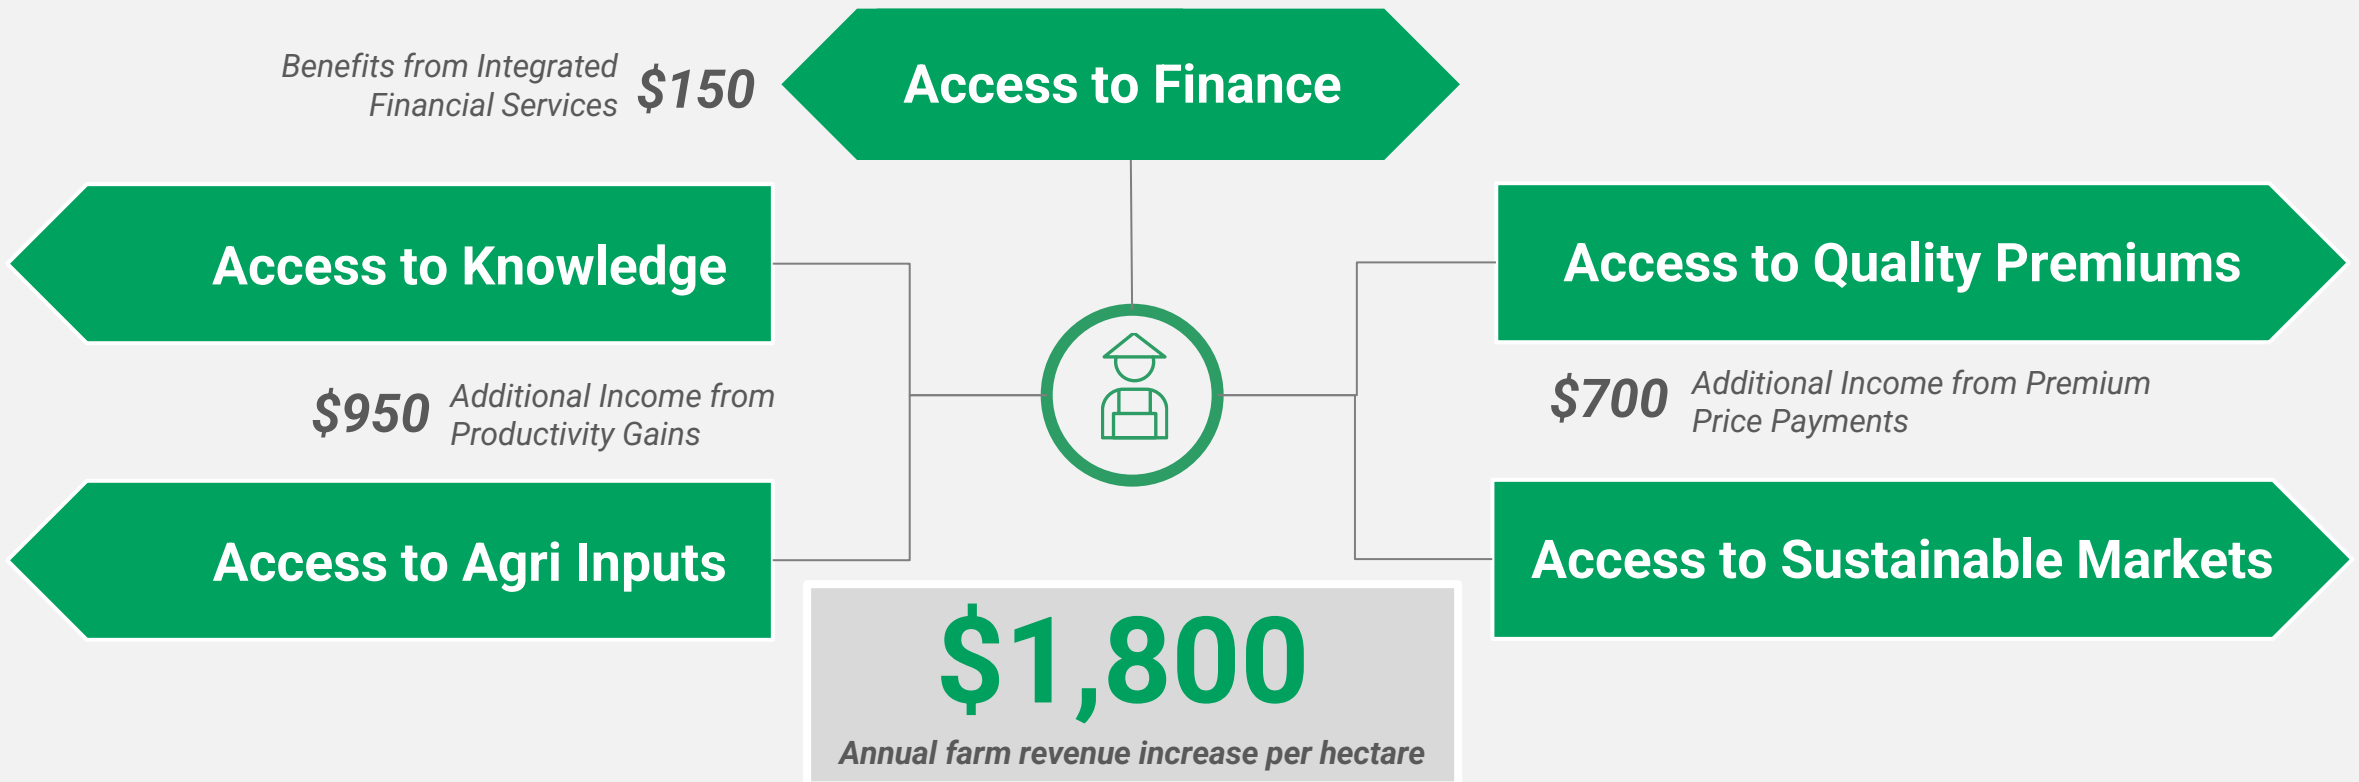 Benefits from Integrated
Financial Services
$150
Access to Finance
Access to Knowledge
$950
Additional Income from
Productivity Gains
Access to Agri Inputs
Access to Quality Premiums
$700
Additional Income from Premium
Price Payments
Access to Sustainable Markets
$1,800
Annual farm revenue increase per hectare